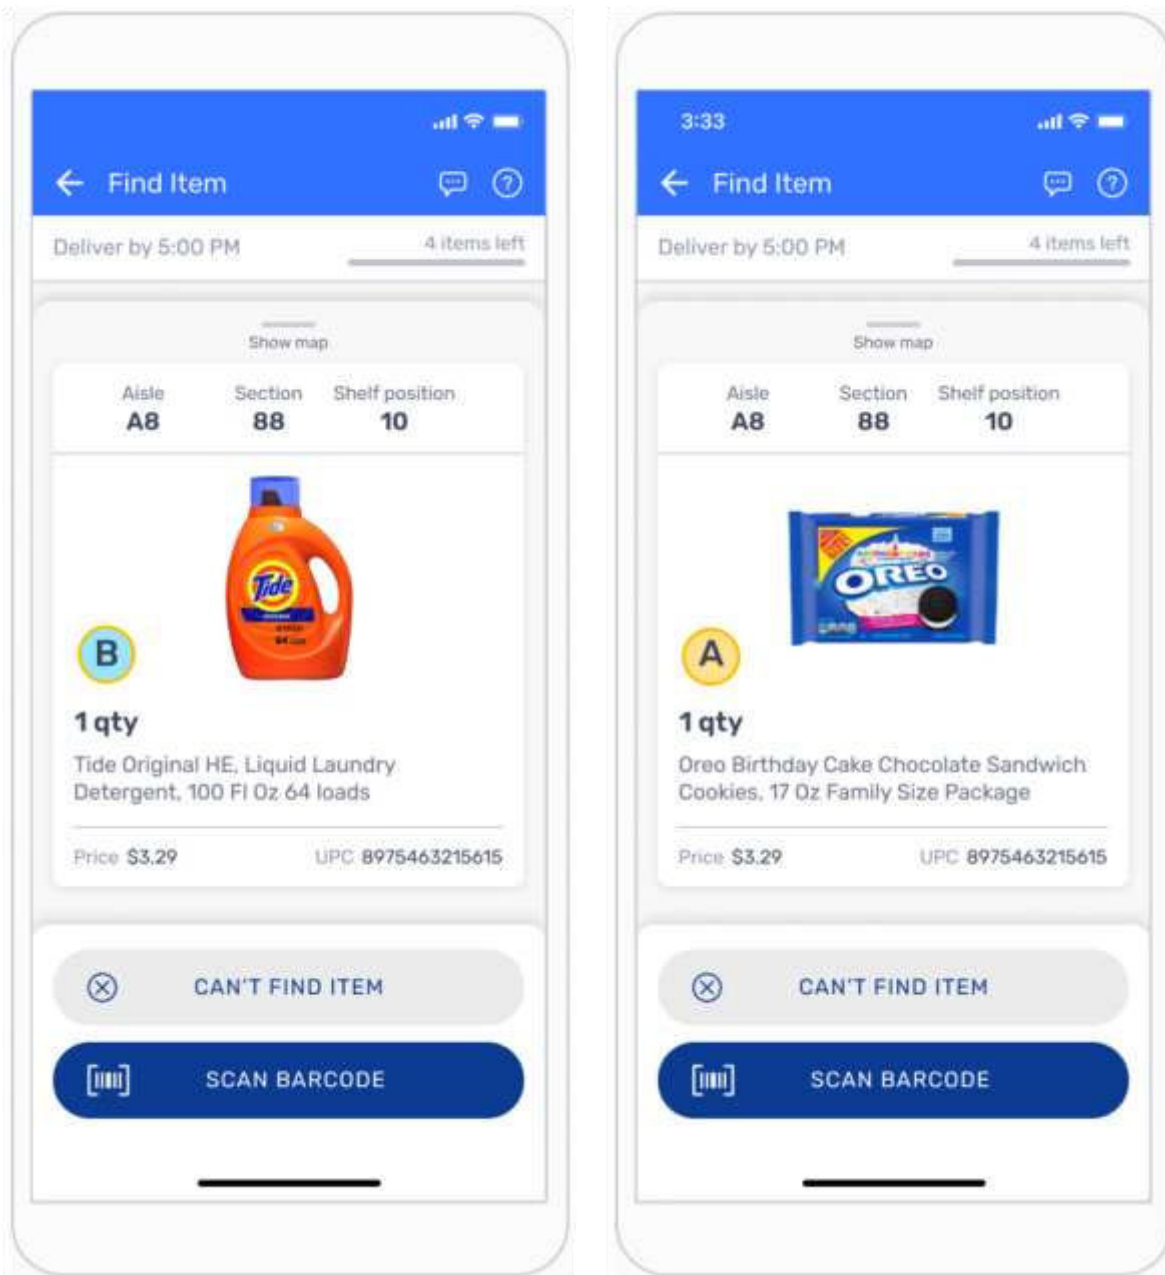 Find Item
Deliver by 5:00 PM
4 items left
Show map
Aisle Section Shelf position
A8 88 10
Tide
B
1 qty
Tide Original HE, Liquid Laundry
Detergent, 100 Fl Oz 64 loads
Price $3.29 UPC 8975463215615
CAN'T FIND ITEM
SCAN BARCODE
3:33
Find Item
Deliver by 5:00 PM
4 items left
Show map
Aisle Section Shelf position
A8 88 10
OREO
A
1 qty
Oreo Birthday Cake Chocolate Sandwich
Cookies, 17 Oz Family Size Package
Price $3.29 UPC 8975463215615
CAN'T FIND ITEM
SCAN BARCODE